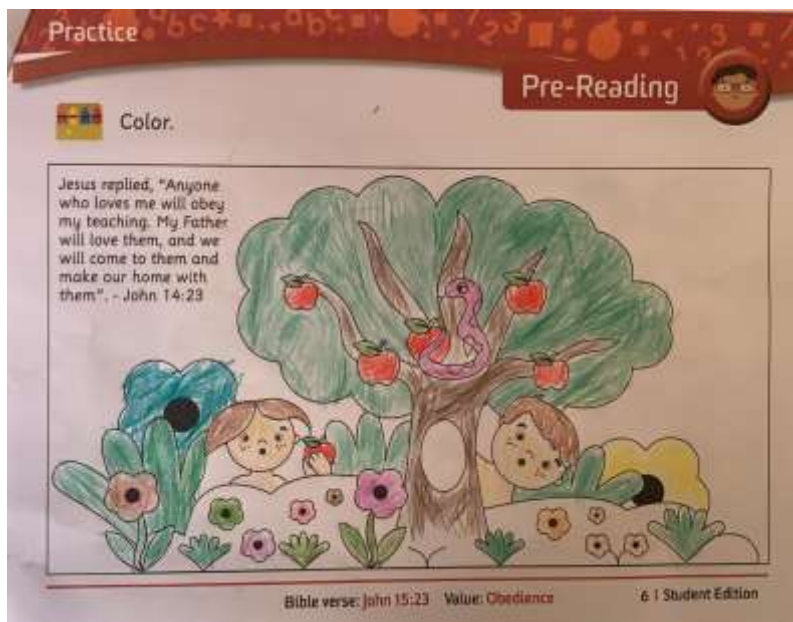 Practice
Pre-Reading
Color.
Jesus replied, "Anyone
who loves me will obey
my teaching. My Father
will love them, and we
will come to them and
make our home with
them". - John 14:23
Bible verse: John 15:23 Value: Obedience
6 | Student Edition